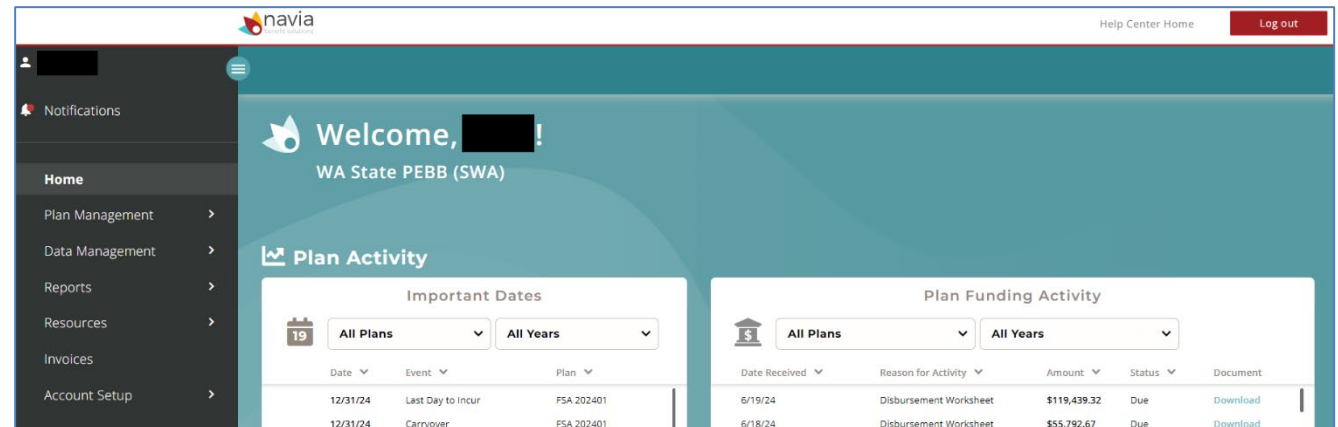 navia
benefit solutions
Help Center Home
Log out
Notifications
Home
Plan Management
Data Management
Reports
Resources
Invoices
Account Setup
Welcome, !
WA State PEBB (SWA)
Plan Activity
Important Dates
19 All Plans All Years
Date Event Plan
12/31/24 Last Day to Incur FSA 202401
12/31/24 Carryover FSA 202401
Plan Funding Activity
$ All Plans All Years
Date Received Reason for Activity Amount Status Document
6/19/24 Disbursement Worksheet $119,439.32 Due Download
6/18/24 Disbursement Worksheet $55,792.67 Due Download